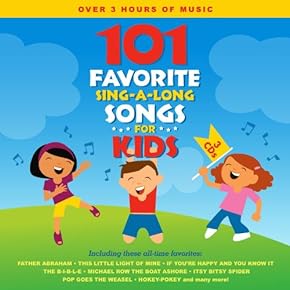 OVER 3 HOURS OF MUSIC
101
FAVORITE
SING-A-LONG
SONGS
FOR
KIDS
3 CDS
Including these all-time favorites:
FATHER ABRAHAM • THIS LITTLE LIGHT OF MINE • IF YOU'RE HAPPY AND YOU KNOW IT
THE B-I-B-L-E • MICHAEL ROW THE BOAT ASHORE • ITSY BITSY SPIDER
POP GOES THE WEASEL • HOKEY-POKEY and many more!